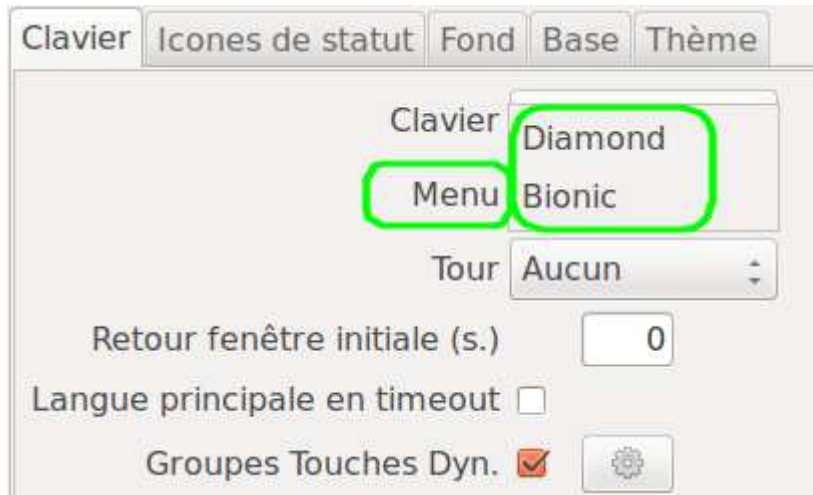 Clavier Icones de statut Fond Base Thème
Clavier
Diamond
Menu Bionic
Tour Aucun
Retour fenêtre initiale (s.) 0
Langue principale en timeout
Groupes Touches Dyn.